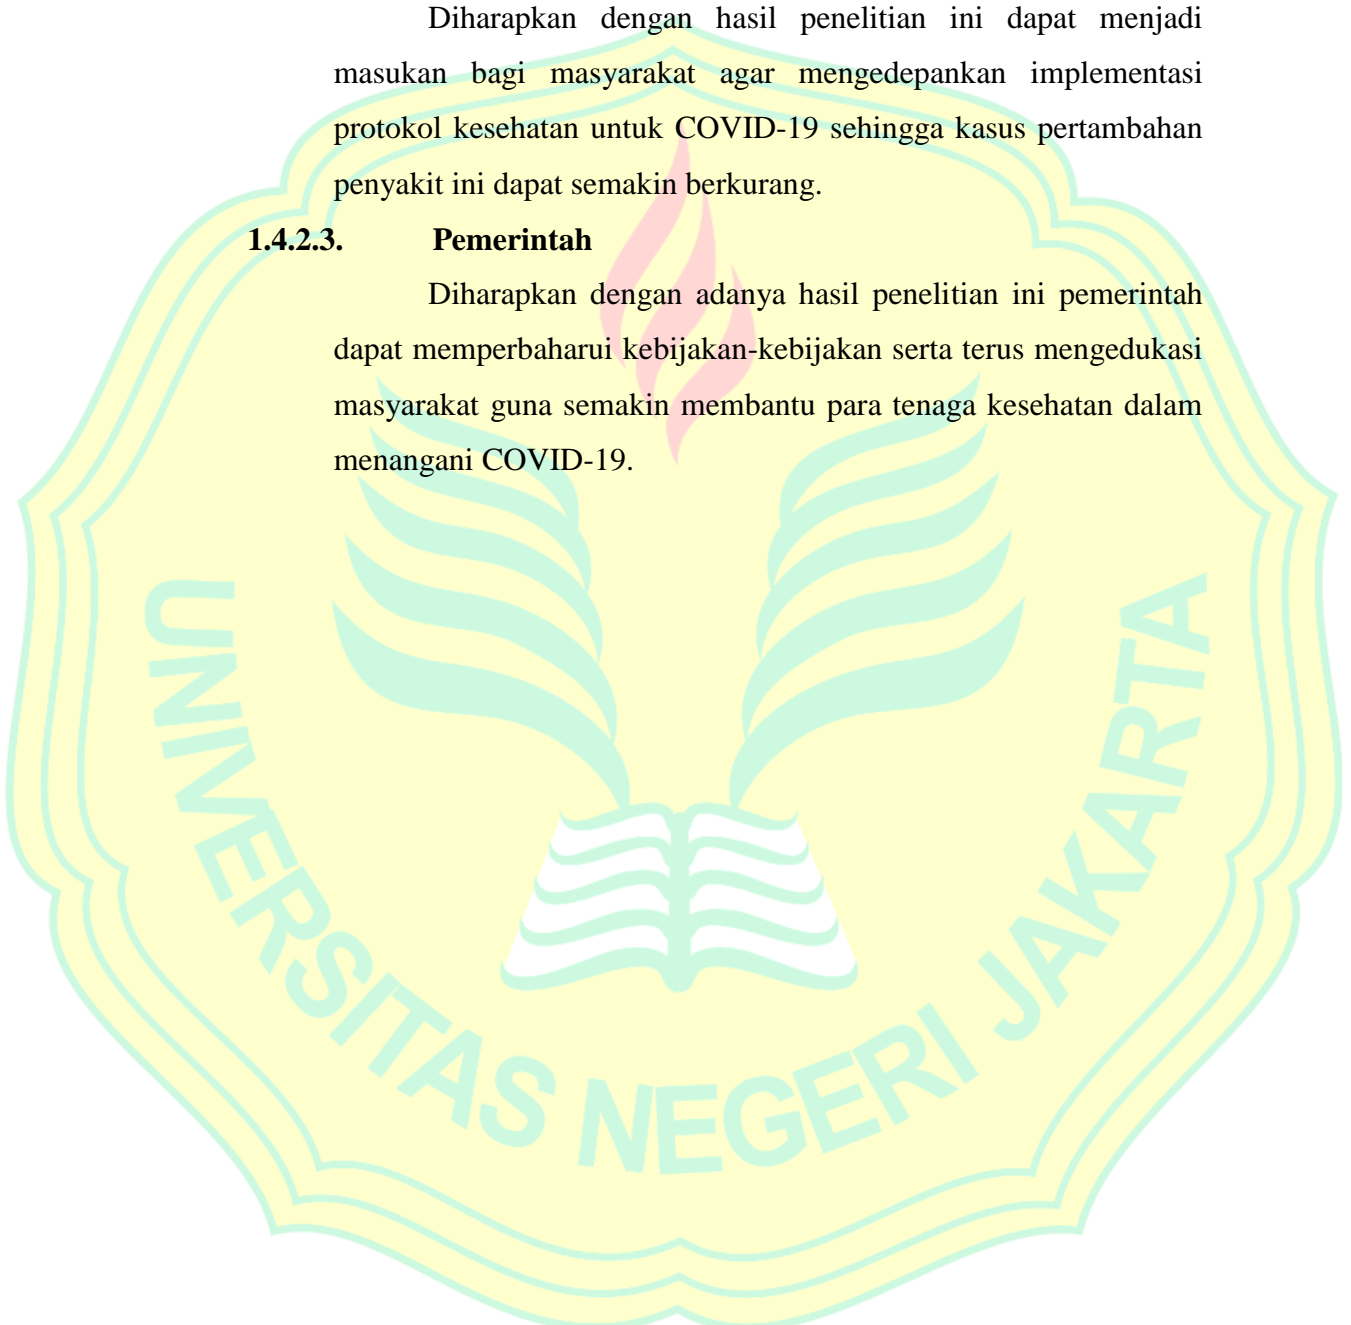 Diharapkan dengan hasil penelitian ini dapat menjadi
masukan bagi masyarakat agar mengedepankan implementasi
protokol kesehatan untuk COVID-19 sehingga kasus pertambahan
penyakit ini dapat semakin berkurang.
1.4.2.3. Pemerintah
Diharapkan dengan adanya hasil penelitian ini pemerintah
dapat memperbaharui kebijakan-kebijakan serta terus mengedukasi
masyarakat guna semakin membantu para tenaga kesehatan dalam
menangani COVID-19.
UNIVERSITAS NEGERI JAKARTA